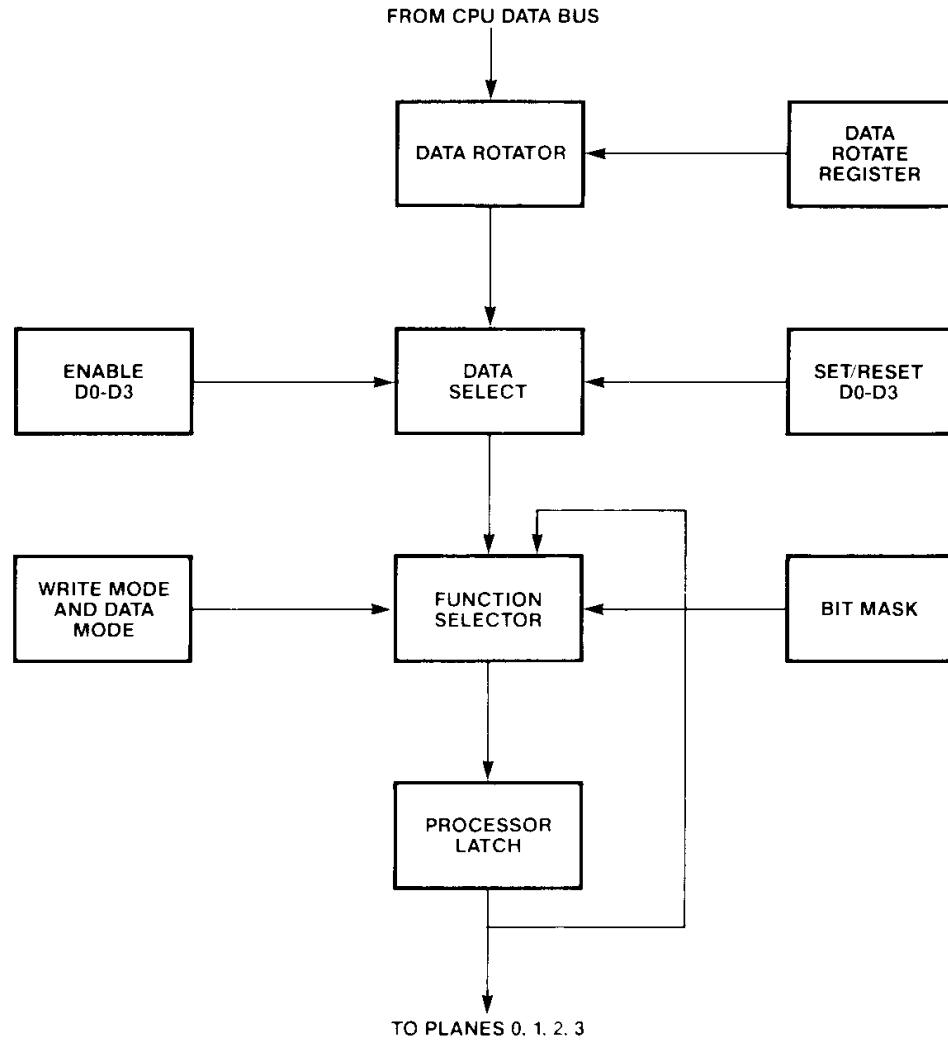 FROM CPU DATA BUS
DATA ROTATOR
DATA
ROTATE
REGISTER
ENABLE
D0-D3
DATA
SELECT
SET/RESET
D0-D3
WRITE MODE
AND DATA
MODE
FUNCTION
SELECTOR
BIT MASK
PROCESSOR
LATCH
TO PLANES 0, 1, 2, 3